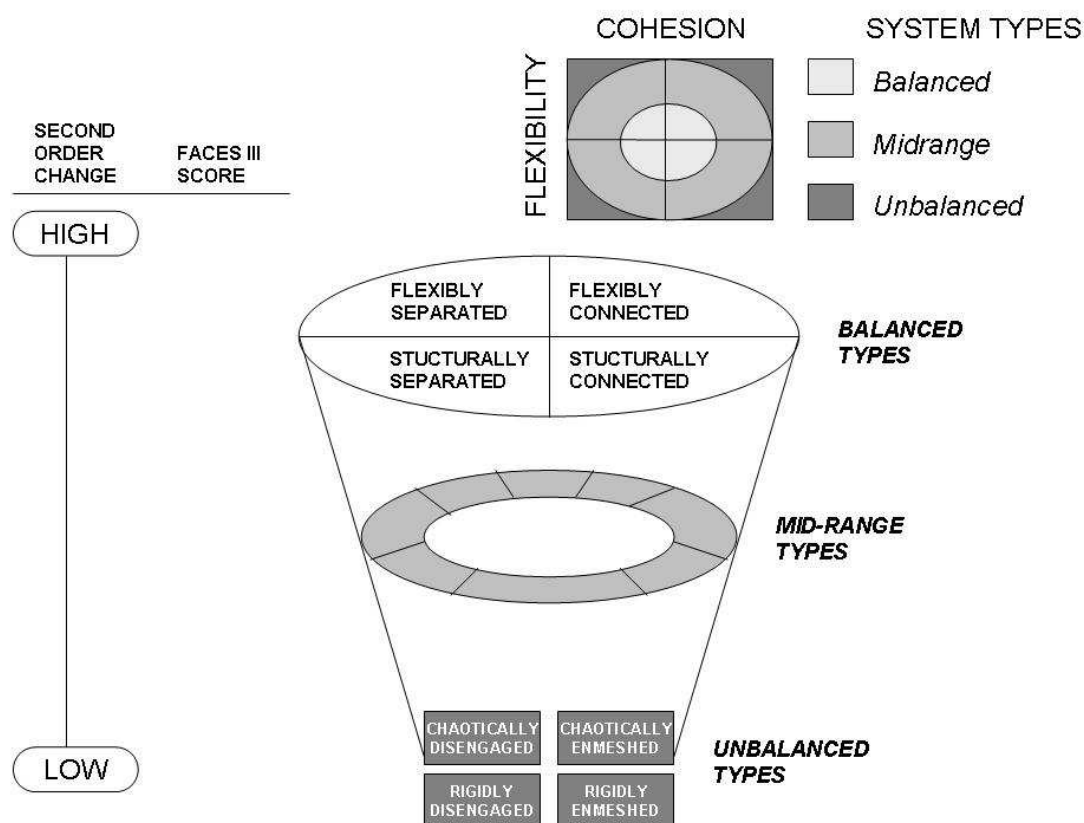 COHESION
SYSTEM TYPES
FLEXIBILITY
Balanced
Midrange
Unbalanced
SECOND
ORDER
CHANGE
FACES III
SCORE
HIGH
FLEXIBLY
SEPARATED
FLEXIBLY
CONNECTED
STUCTURALLY
SEPARATED
STUCTURALLY
CONNECTED
BALANCED
TYPES
MID-RANGE
TYPES
CHAOTICALLY
DISENGAGED
CHAOTICALLY
ENMESHED
RIGIDLY
DISENGAGED
RIGIDLY
ENMESHED
UNBALANCED
TYPES
LOW